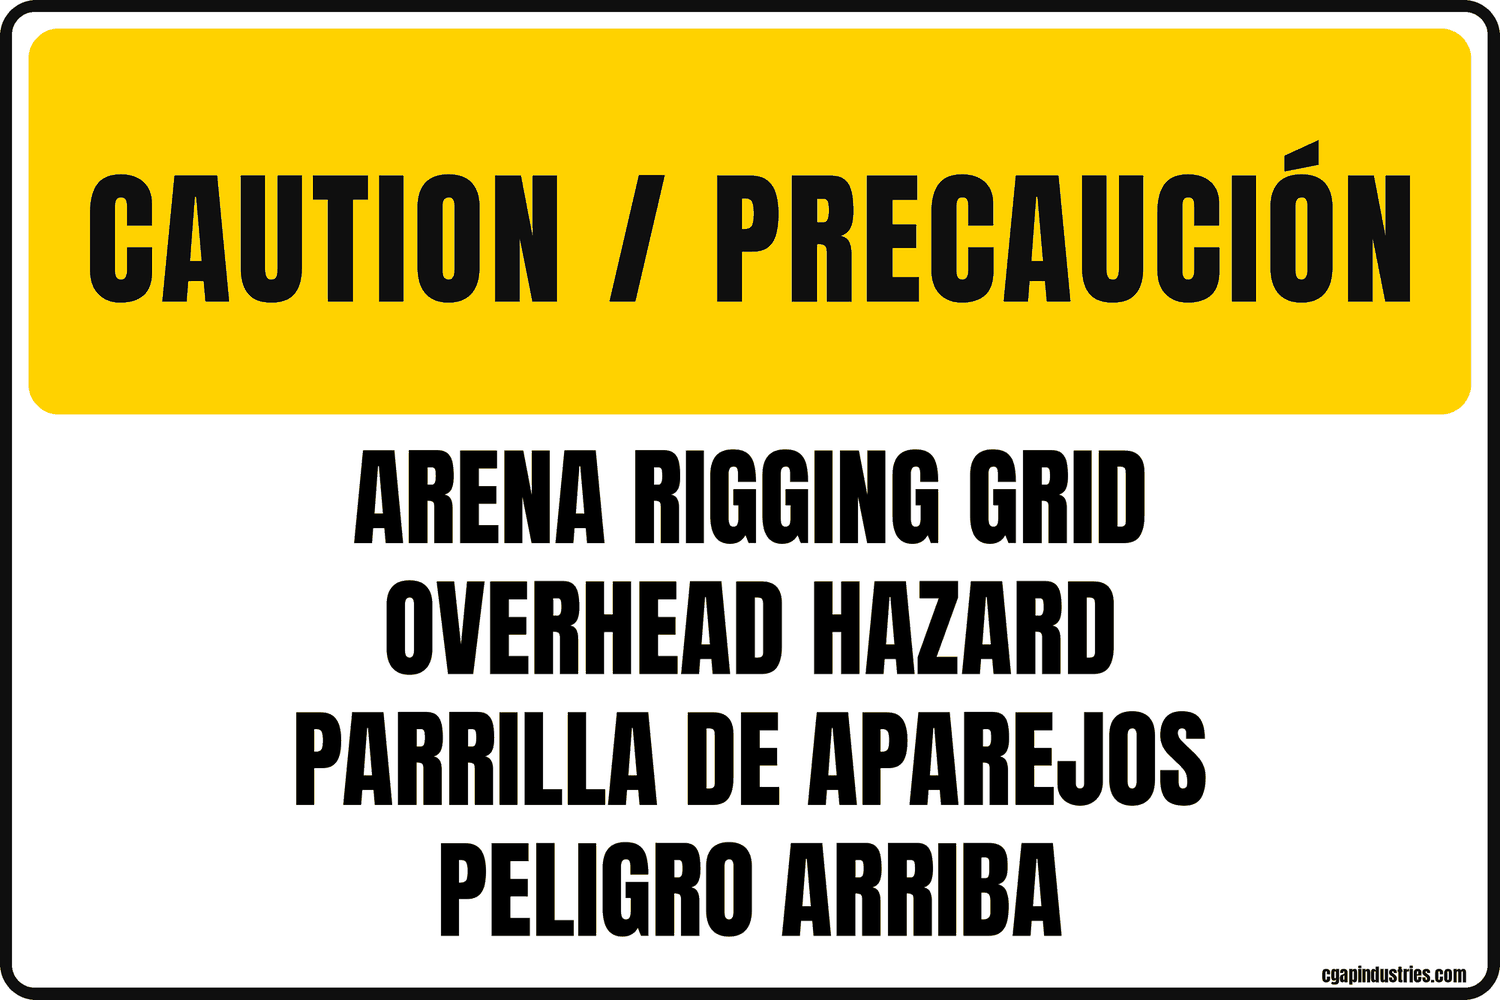 CAUTION / PRECAUCIÓN
ARENA RIGGING GRID
OVERHEAD HAZARD
PARRILLA DE APAREJOS
PELIGRO ARRIBA
cgapindustries.com